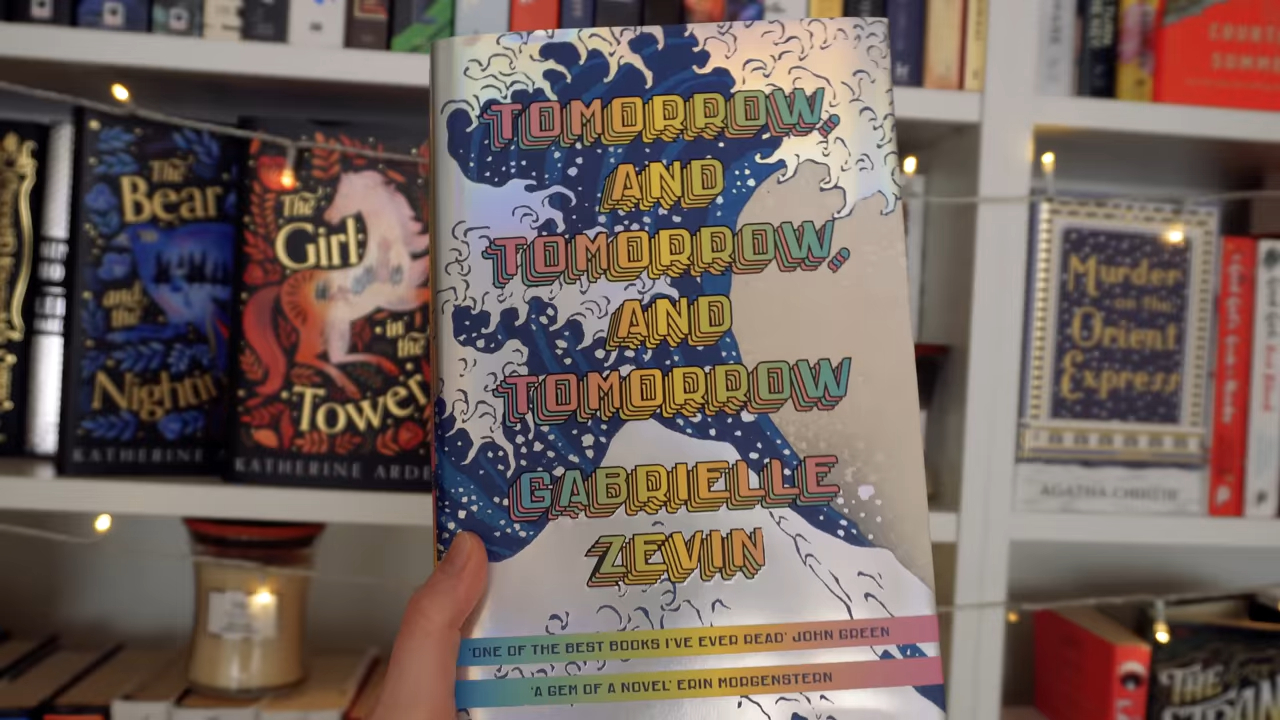 TOMORROW,
AND
TOMORROW,
AND
TOMORROW
GABRIELLE
ZEVIN
'ONE OF THE BEST BOOKS I'VE EVER READ' JOHN GREEN
'A GEM OF A NOVEL' ERIN MORGENSTERN
The
Bear
and
the
KATHERINE
The
Girl
in
the
Tower
KATHERINE
Murder
on the
Orient
Express
AGATHA CHRISTIE
THE